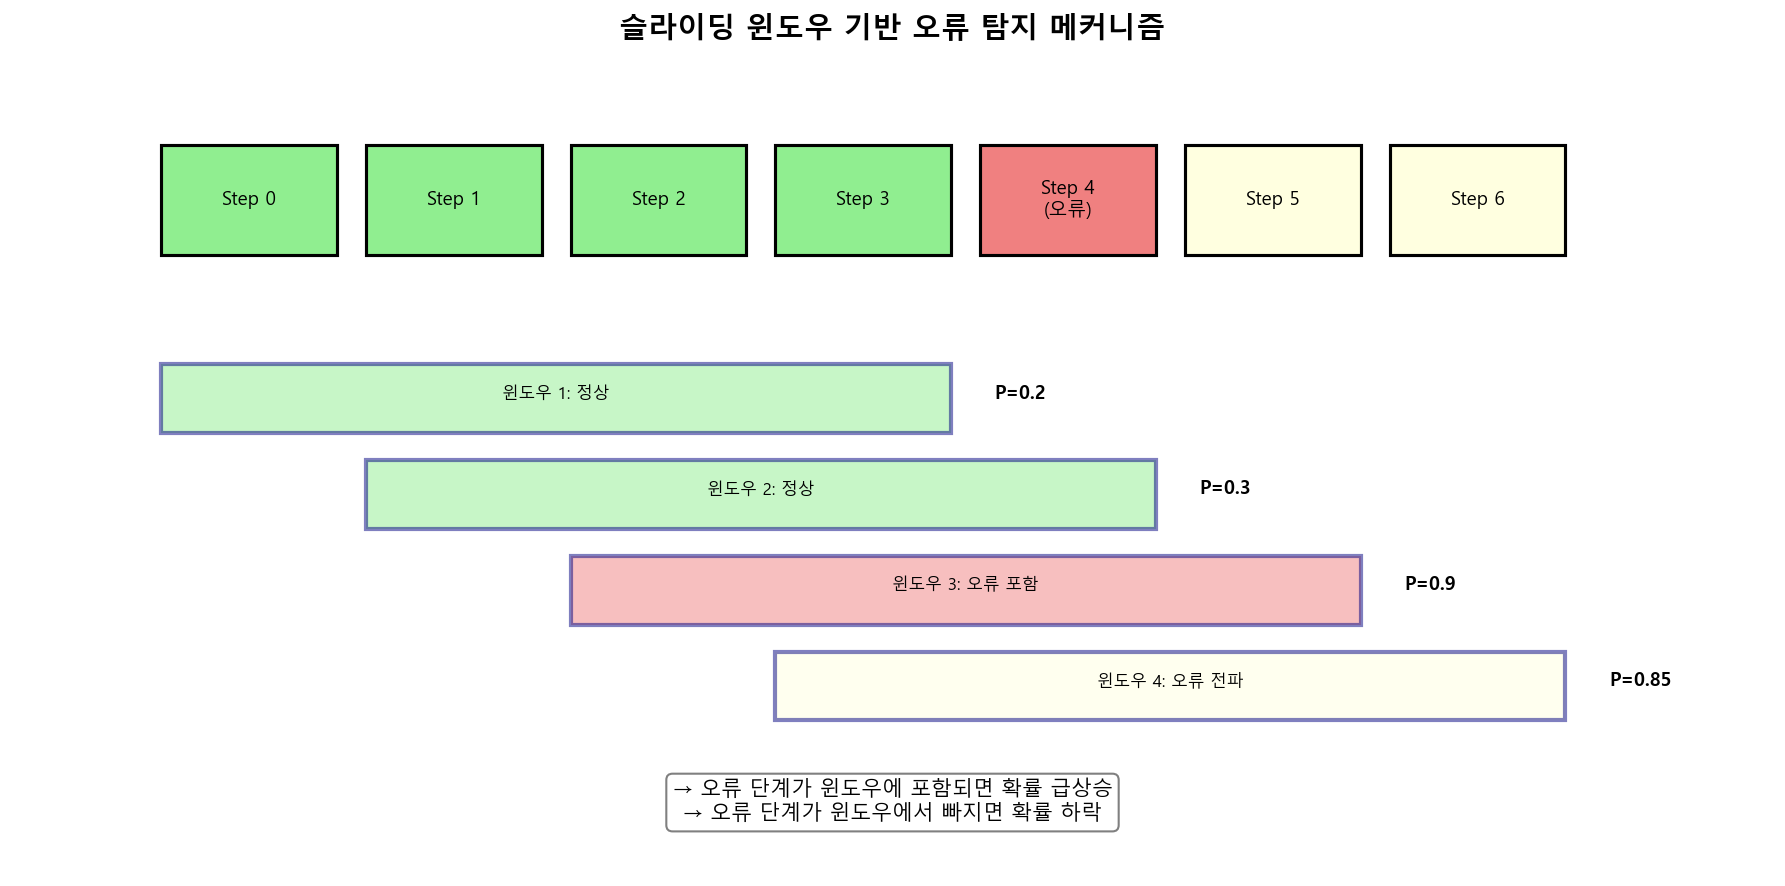 슬라이딩 윈도우 기반 오류 탐지 메커니즘
Step 0
Step 1
Step 2
Step 3
Step 4
(오류)
Step 5
Step 6
윈도우 1: 정상
P=0.2
윈도우 2: 정상
P=0.3
윈도우 3: 오류 포함
P=0.9
윈도우 4: 오류 전파
P=0.85
→ 오류 단계가 윈도우에 포함되면 확률 급상승
→ 오류 단계가 윈도우에서 빠지면 확률 하락